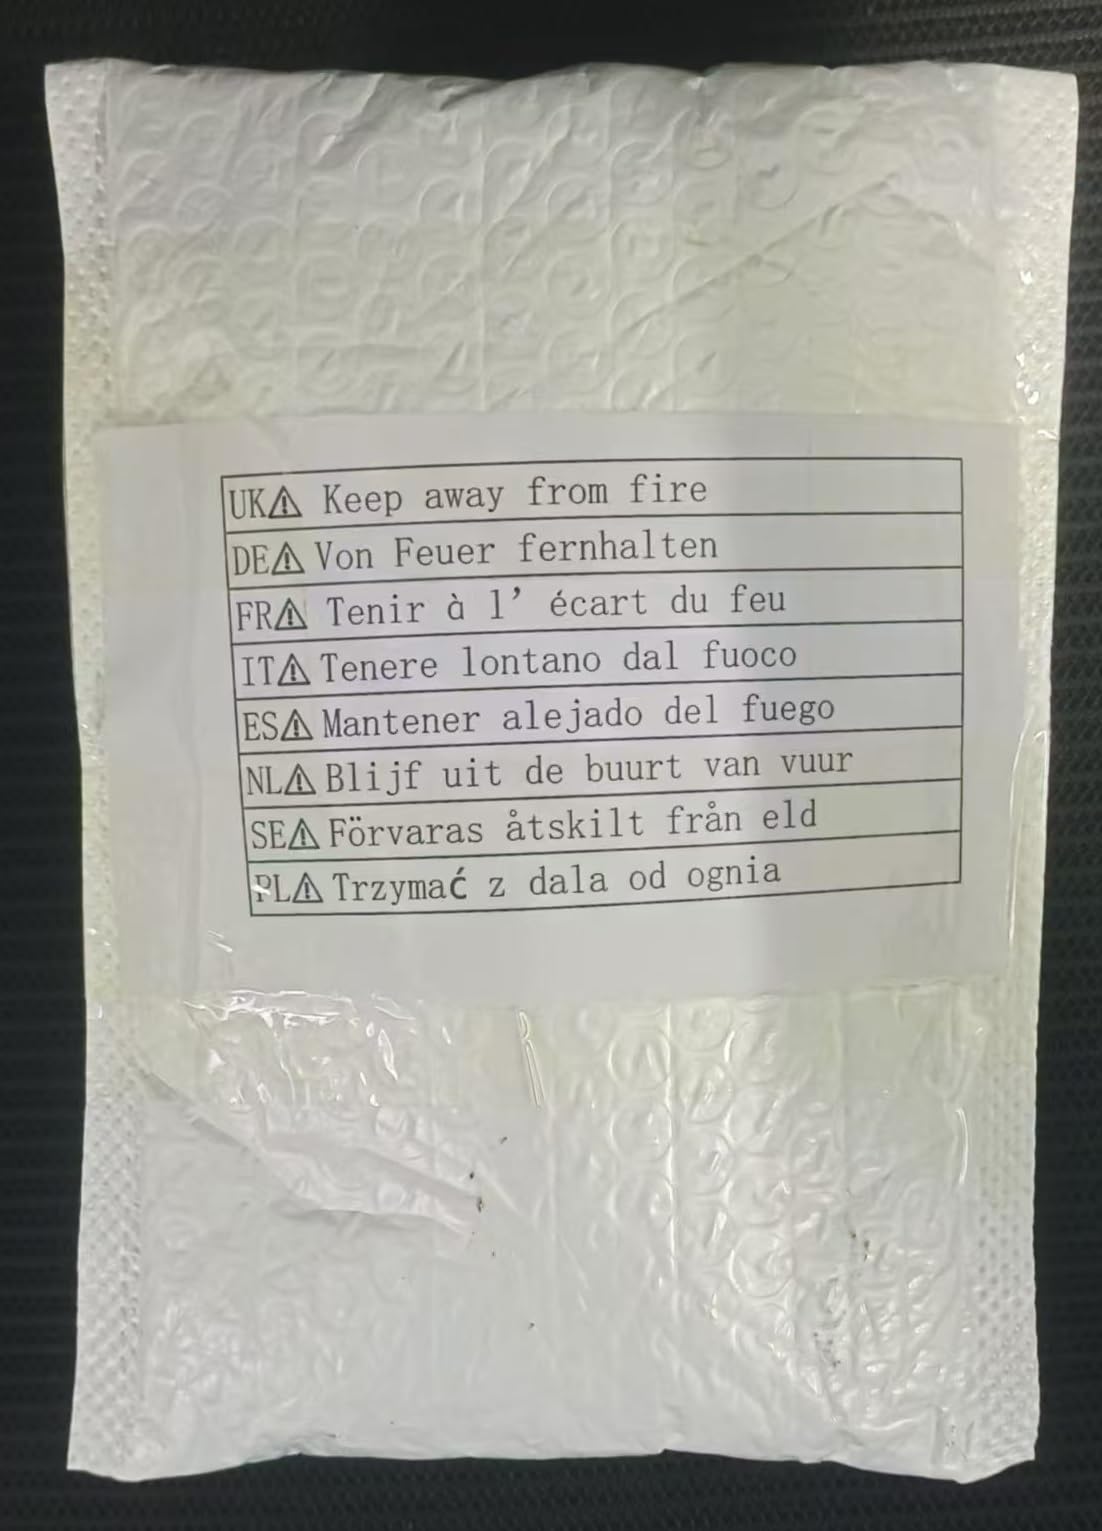 UK⚠ Keep away from fire
DE⚠ Von Feuer fernhalten
FR⚠ Tenir à l’ écart du feu
IT⚠ Tenere lontano dal fuoco
ES⚠ Mantener alejado del fuego
NL⚠ Blijf uit de buurt van vuur
SE⚠ Förvaras åtskilt från eld
PL⚠ Trzymać z dala od ognia